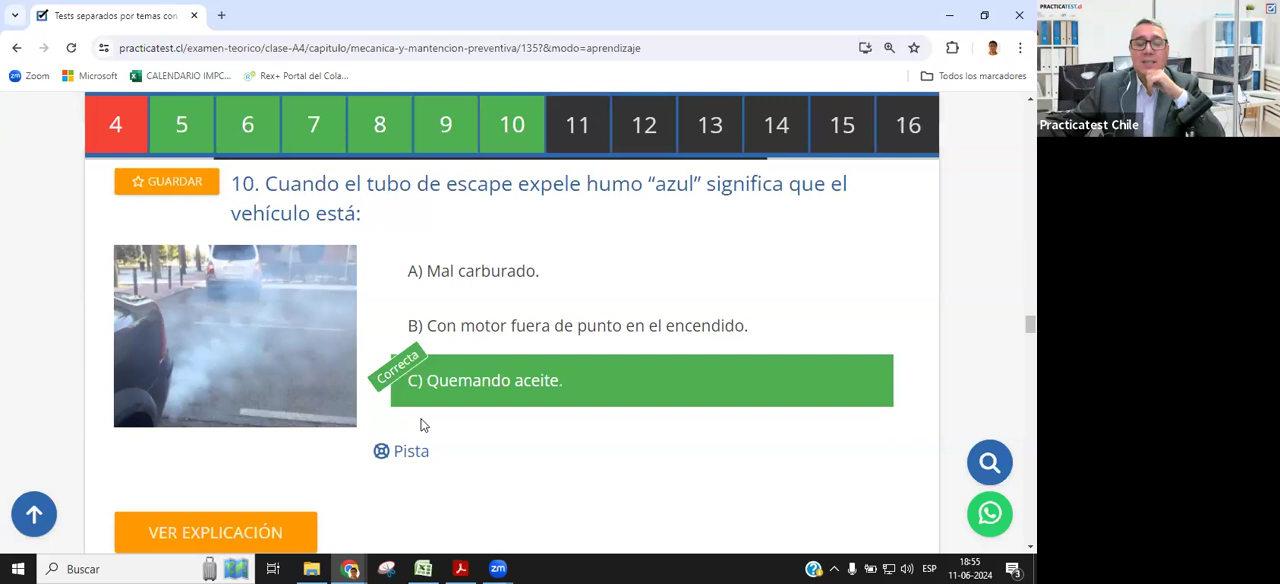 Tests separados por temas con
practicatest.cl/examen-teorico/clase-A4/capitulo/mecanica-y-mantencion-preventiva/135?&modo=aprendizaje
Zoom
Microsoft
CALENDARIO IMPC...
Rex+ Portal del Cola...
Todos los marcadores
PRACTICATEST.cl
Practicatest Chile
4 5 6 7 8 9 10 11 12 13 14 15 16
GUARDAR
10. Cuando el tubo de escape expele humo “azul” significa que el
vehículo está:
A) Mal carburado.
B) Con motor fuera de punto en el encendido.
Correcta
C) Quemando aceite.
Pista
VER EXPLICACIÓN
Buscar
zm
ESP
18:55
11-06-2024
3